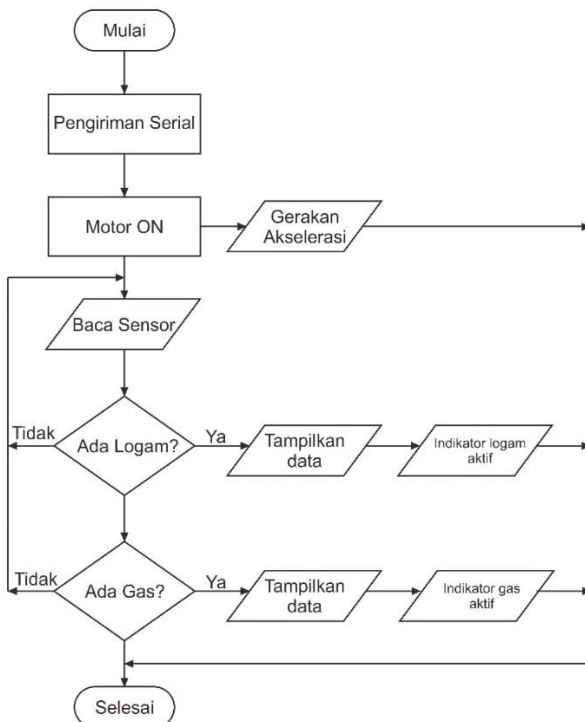 Mulai
Pengiriman Serial
Motor ON
Gerakan
Akselerasi
Baca Sensor
Tidak
Ada Logam?
Ya
Tampilkan
data
Indikator logam
aktif
Tidak
Ada Gas?
Ya
Tampilkan
data
Indikator gas
aktif
Selesai